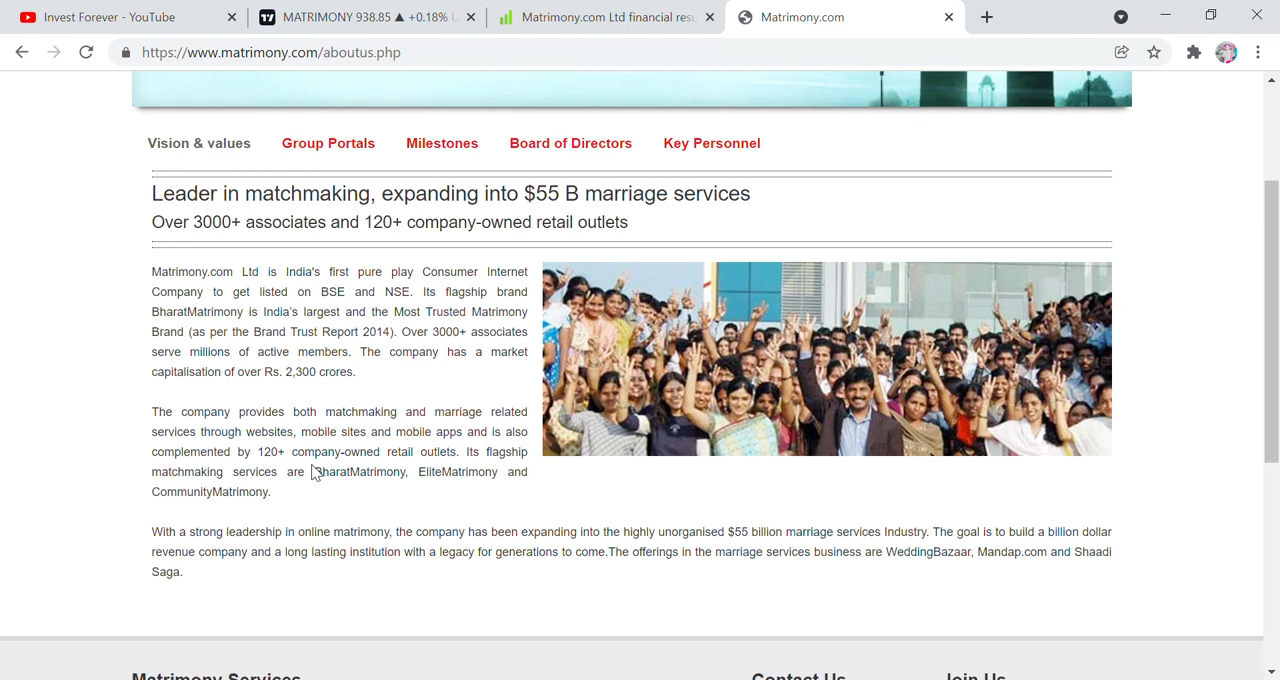 Invest Forever - YouTube
MATRIMONY 938.85 ▲ +0.18%
Matrimony.com Ltd financial
Matrimony.com
https://www.matrimony.com/aboutus.php
Vision & values
Group Portals
Milestones
Board of Directors
Key Personnel
Leader in matchmaking, expanding into $55 B marriage services
Over 3000+ associates and 120+ company-owned retail outlets
Matrimony.com Ltd is India's first pure play Consumer Internet
Company to get listed on BSE and NSE. Its flagship brand
BharatMatrimony is India's largest and the Most Trusted Matrimony
Brand (as per the Brand Trust Report 2014). Over 3000+ associates
serve millions of active members. The company has a market
capitalisation of over Rs. 2,300 crores.
The company provides both matchmaking and marriage related
services through websites, mobile sites and mobile apps and is also
complemented by 120+ company-owned retail outlets. Its flagship
matchmaking services are BharatMatrimony, EliteMatrimony and
CommunityMatrimony.
With a strong leadership in online matrimony, the company has been expanding into the highly unorganised $55 billion marriage services Industry. The goal is to build a billion dollar
revenue company and a long lasting institution with a legacy for generations to come.The offerings in the marriage services business are WeddingBazaar, Mandap.com and Shaadi
Saga.
Matrimony Services
Contact Us
Join Us